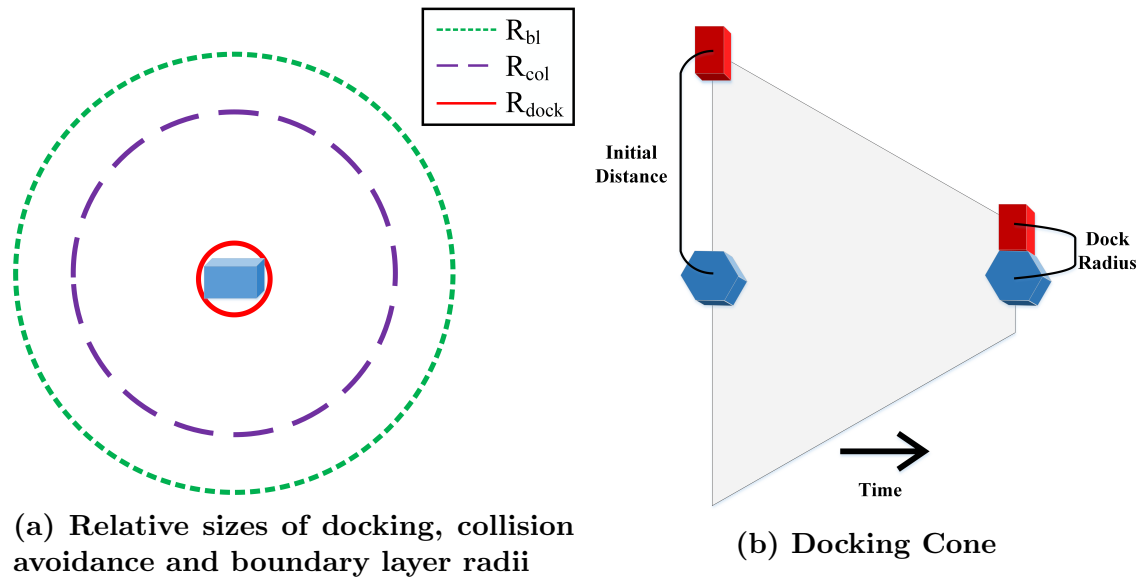 R_bl
R_col
R_dock
(a) Relative sizes of docking, collision
avoidance and boundary layer radii
Initial
Distance
Dock
Radius
Time
(b) Docking Cone